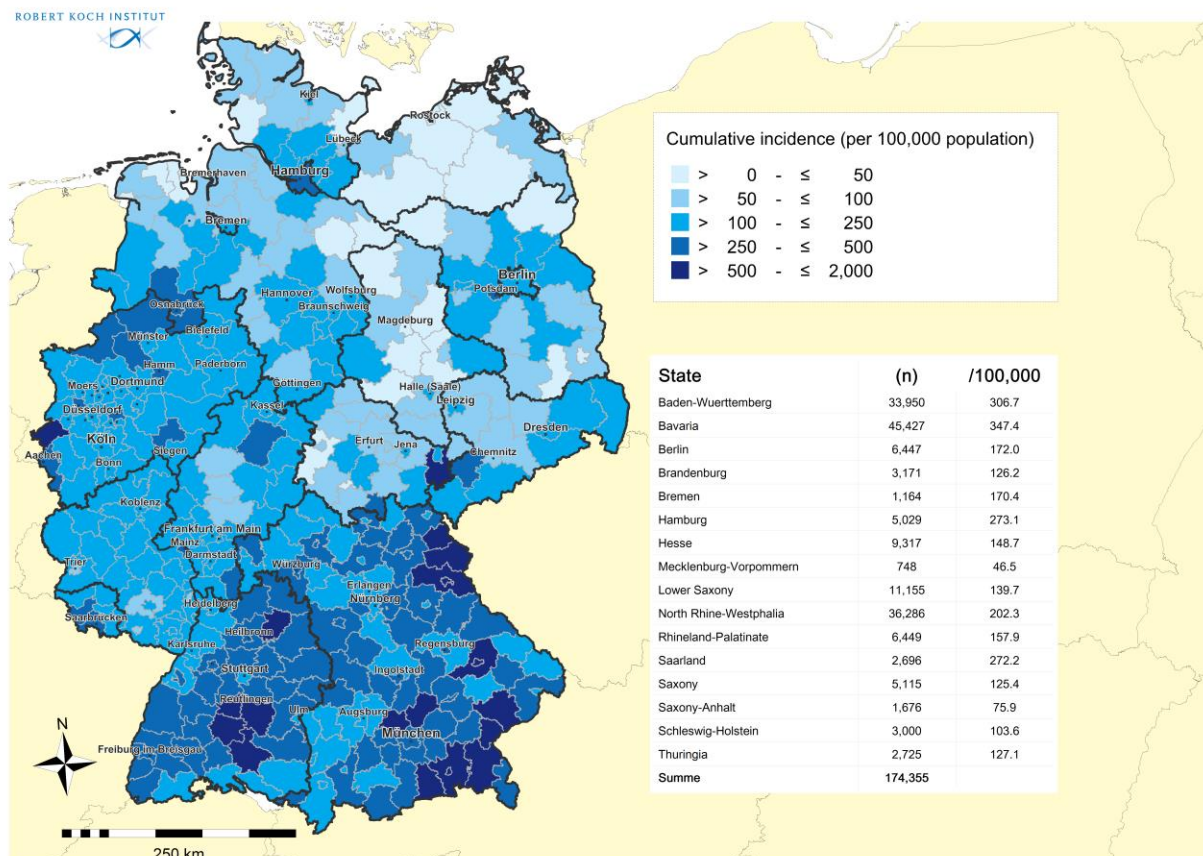 ROBERT KOCH INSTITUT
Kiel
Rostock
Lübeck
Hamburg
Bremerhaven
Bremen
Berlin
Potsdam
Wolfsburg
Hannover
Braunschweig
Osnabrück
Magdeburg
Bielefeld
Münster
Hamm
Paderborn
Moers
Dortmund
Göttingen
Halle (Saale)
Leipzig
Düsseldorf
Kassel
Köln
Dresden
Erfurt
Jena
Siegen
Chemnitz
Aachen
Bonn
Koblenz
Frankfurt am Main
Mainz
Darmstadt
Trier
Würzburg
Erlangen
Nürnberg
Heidelberg
Saarbrücken
Heilbronn
Karlsruhe
Regensburg
Stuttgart
Ingolstadt
Reutlingen
Ulm
Augsburg
München
Freiburg im Breisgau
N
250 km
Cumulative incidence (per 100,000 population)
> 0 - ≤ 50
> 50 - ≤ 100
> 100 - ≤ 250
> 250 - ≤ 500
> 500 - ≤ 2,000
State (n) /100,000
Baden-Wuerttemberg 33,950 306.7
Bavaria 45,427 347.4
Berlin 6,447 172.0
Brandenburg 3,171 126.2
Bremen 1,164 170.4
Hamburg 5,029 273.1
Hesse 9,317 148.7
Mecklenburg-Vorpommern 748 46.5
Lower Saxony 11,155 139.7
North Rhine-Westphalia 36,286 202.3
Rhineland-Palatinate 6,449 157.9
Saarland 2,696 272.2
Saxony 5,115 125.4
Saxony-Anhalt 1,676 75.9
Schleswig-Holstein 3,000 103.6
Thuringia 2,725 127.1
Summe 174,355